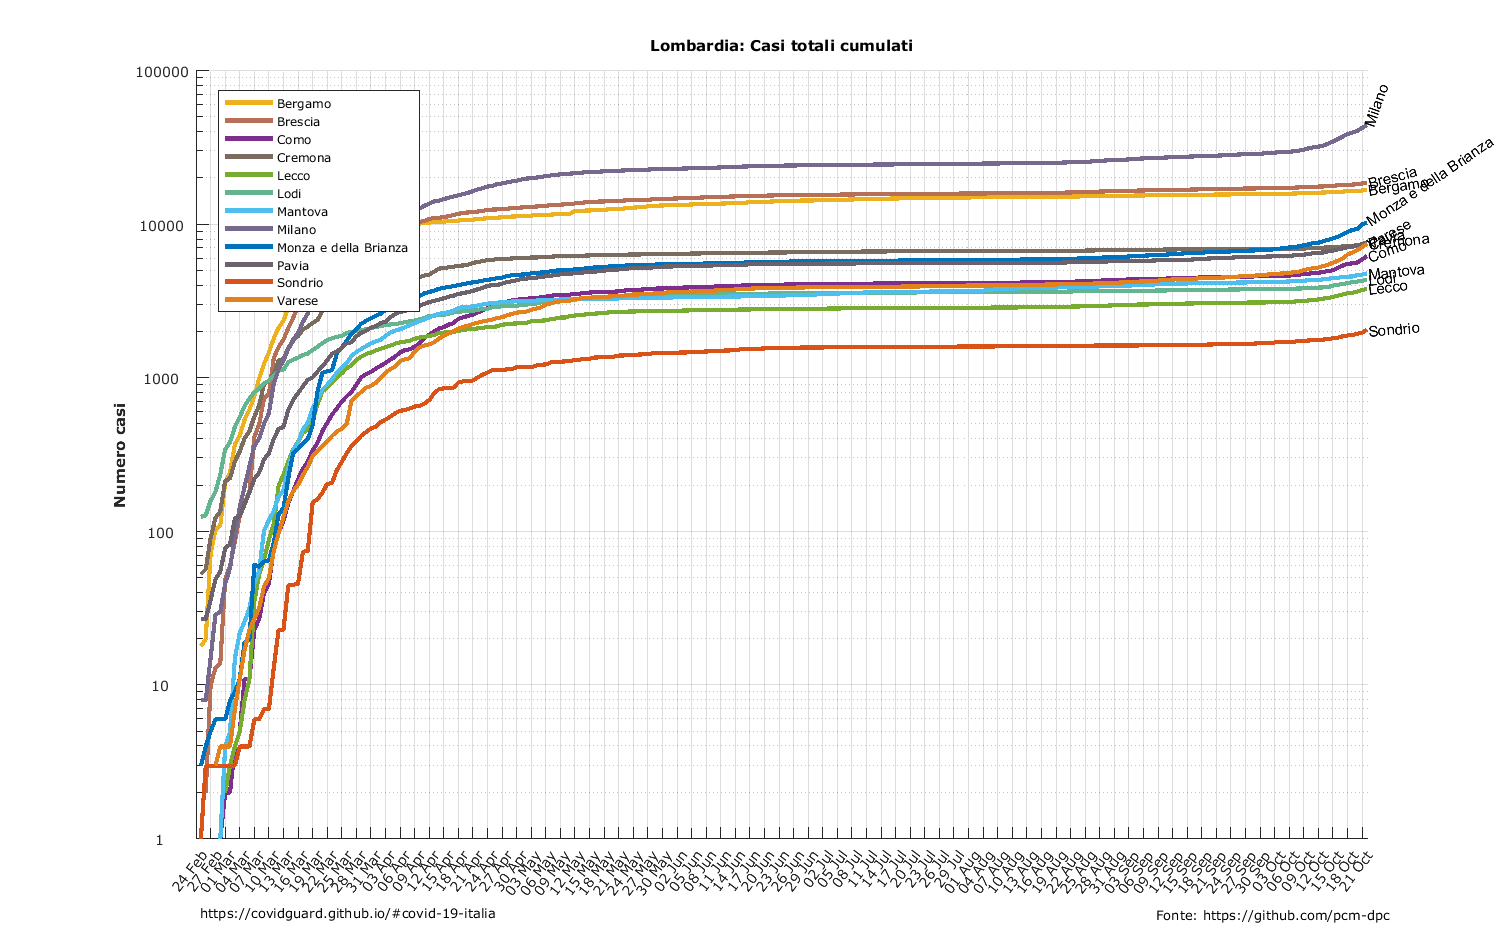 Lombardia: Casi totali cumulati
Numero casi
100000
10000
1000
100
10
1
Bergamo
Brescia
Como
Cremona
Lecco
Lodi
Mantova
Milano
Monza e della Brianza
Pavia
Sondrio
Varese
Milano
Monza e della Brianza
Brescia
Bergamo
Varese
Pavia
Cremona
Como
Mantova
Lodi
Lecco
Sondrio
24 Feb
27 Feb
01 Mar
04 Mar
07 Mar
10 Mar
13 Mar
16 Mar
19 Mar
22 Mar
25 Mar
28 Mar
31 Mar
03 Apr
06 Apr
09 Apr
12 Apr
15 Apr
18 Apr
21 Apr
24 Apr
27 Apr
30 Apr
03 May
06 May
09 May
12 May
15 May
18 May
21 May
24 May
27 May
30 May
02 Jun
05 Jun
08 Jun
11 Jun
14 Jun
17 Jun
20 Jun
23 Jun
26 Jun
29 Jun
02 Jul
05 Jul
08 Jul
11 Jul
14 Jul
17 Jul
20 Jul
23 Jul
26 Jul
29 Jul
01 Aug
04 Aug
07 Aug
10 Aug
13 Aug
16 Aug
19 Aug
22 Aug
25 Aug
28 Aug
31 Aug
03 Sep
06 Sep
09 Sep
12 Sep
15 Sep
18 Sep
21 Sep
24 Sep
27 Sep
30 Sep
03 Oct
06 Oct
09 Oct
12 Oct
15 Oct
18 Oct
21 Oct
https://covidguard.github.io/#covid-19-italia
Fonte: https://github.com/pcm-dpc